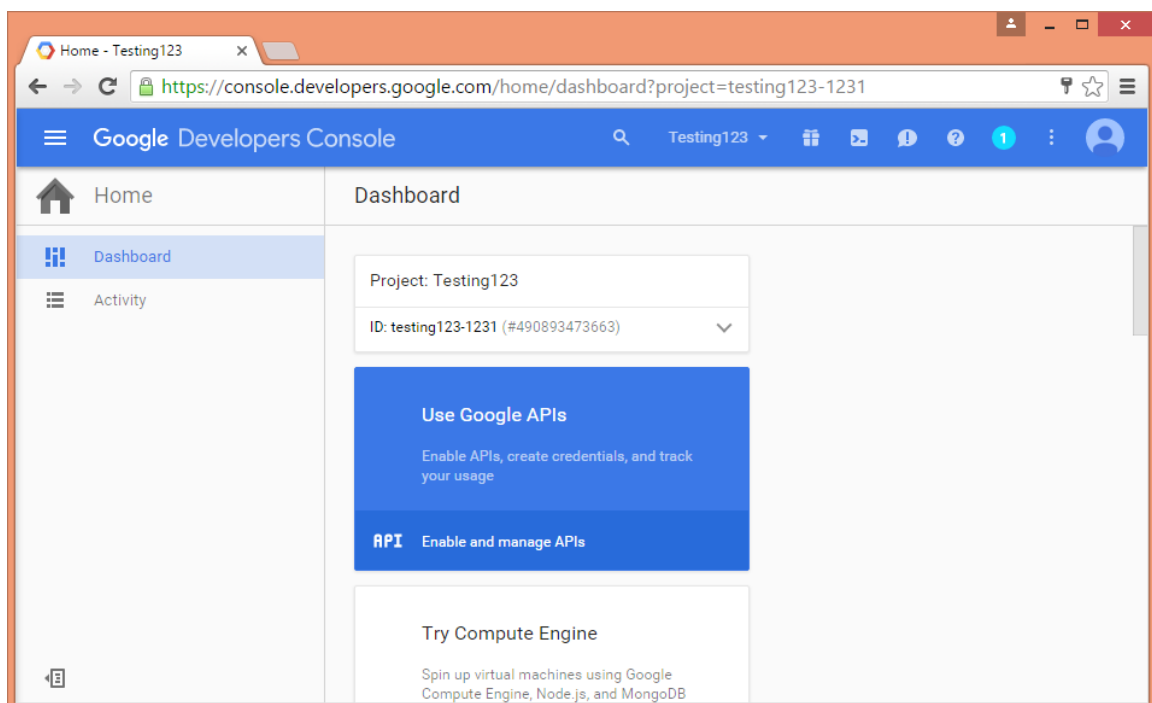 Home - Testing123
https://console.developers.google.com/home/dashboard?project=testing123-1231
Google Developers Console
Testing123
1
Home
Dashboard
Dashboard
Activity
Project: Testing123
ID: testing123-1231 (#490893473663)
Use Google APIs
Enable APIs, create credentials, and track
your usage
API Enable and manage APIs
Try Compute Engine
Spin up virtual machines using Google
Compute Engine, Node.js, and MongoDB